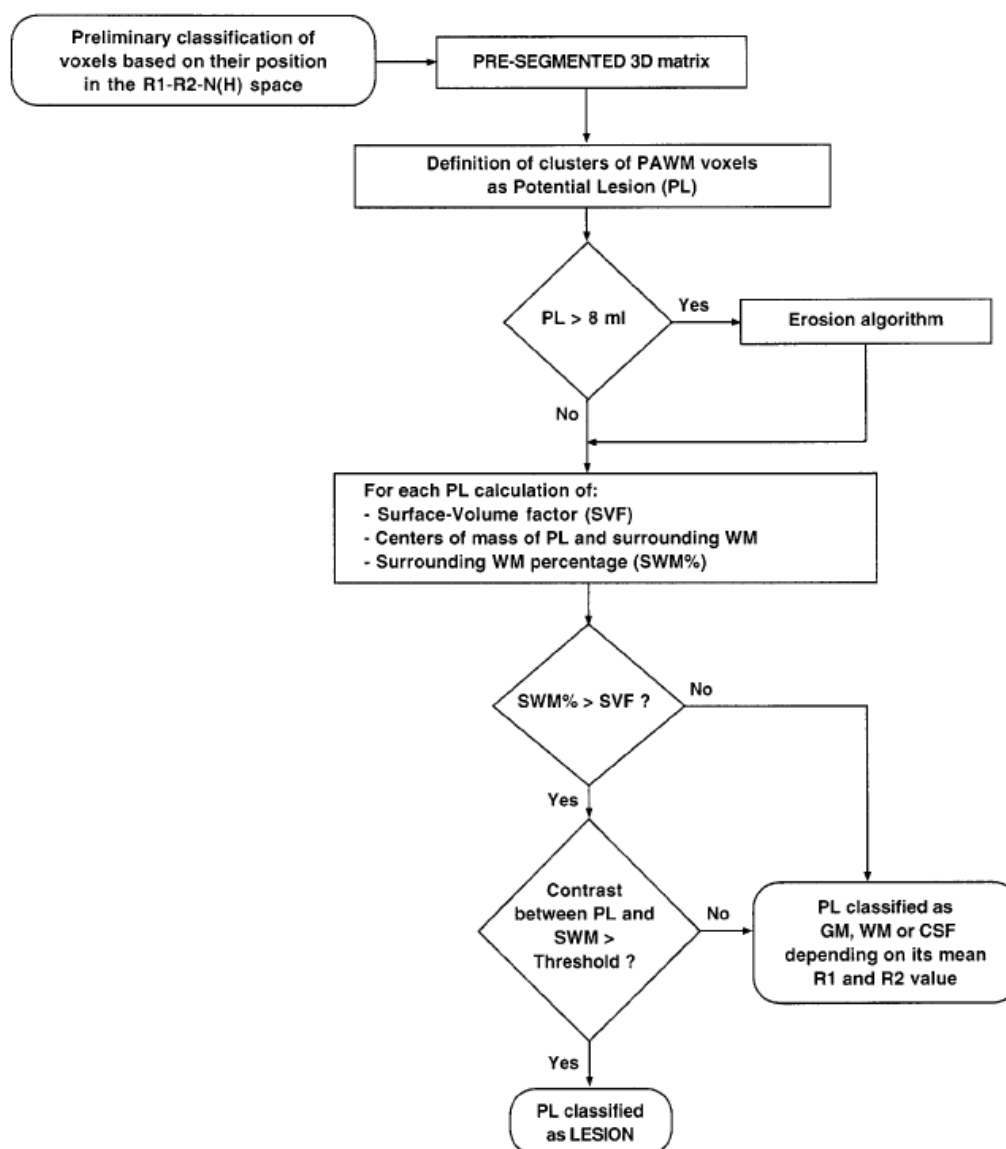 Preliminary classification of
voxels based on their position
in the R1-R2-N(H) space
PRE-SEGMENTED 3D matrix
Definition of clusters of PAWM voxels
as Potential Lesion (PL)
PL > 8 ml
Yes
Erosion algorithm
No
For each PL calculation of:
- Surface-Volume factor (SVF)
- Centers of mass of PL and surrounding WM
- Surrounding WM percentage (SWM%)
SWM% > SVF ?
No
Yes
Contrast
between PL and
SWM >
Threshold ?
No
PL classified as
GM, WM or CSF
depending on its mean
R1 and R2 value
Yes
PL classified
as LESION